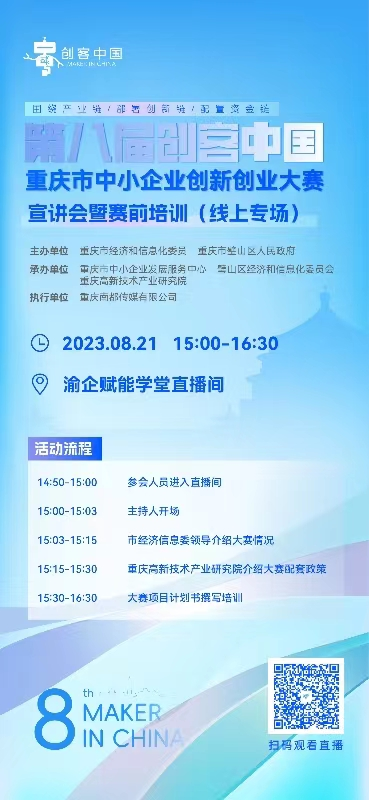 创客中国
MAKER IN CHINA
围绕产业链/部署创新链/配置资金链
第八届创客中国
重庆市中小企业创新创业大赛
宣讲会暨赛前培训（线上专场）
主办单位 重庆市经济和信息化委员 重庆市璧山区人民政府
承办单位 重庆市中小企业发展服务中心 璧山区经济和信息化委员会
重庆高新技术产业研究院
执行单位 重庆南都传媒有限公司
2023.08.21 15:00-16:30
渝企赋能学堂直播间
活动流程
14:50-15:00 参会人员进入直播间
15:00-15:03 主持人开场
15:03-15:15 市经济信息委领导介绍大赛情况
15:15-15:30 重庆高新技术产业研究院介绍大赛配套政策
15:30-16:30 大赛项目计划书撰写培训
8th MAKER
IN CHINA
扫码观看直播